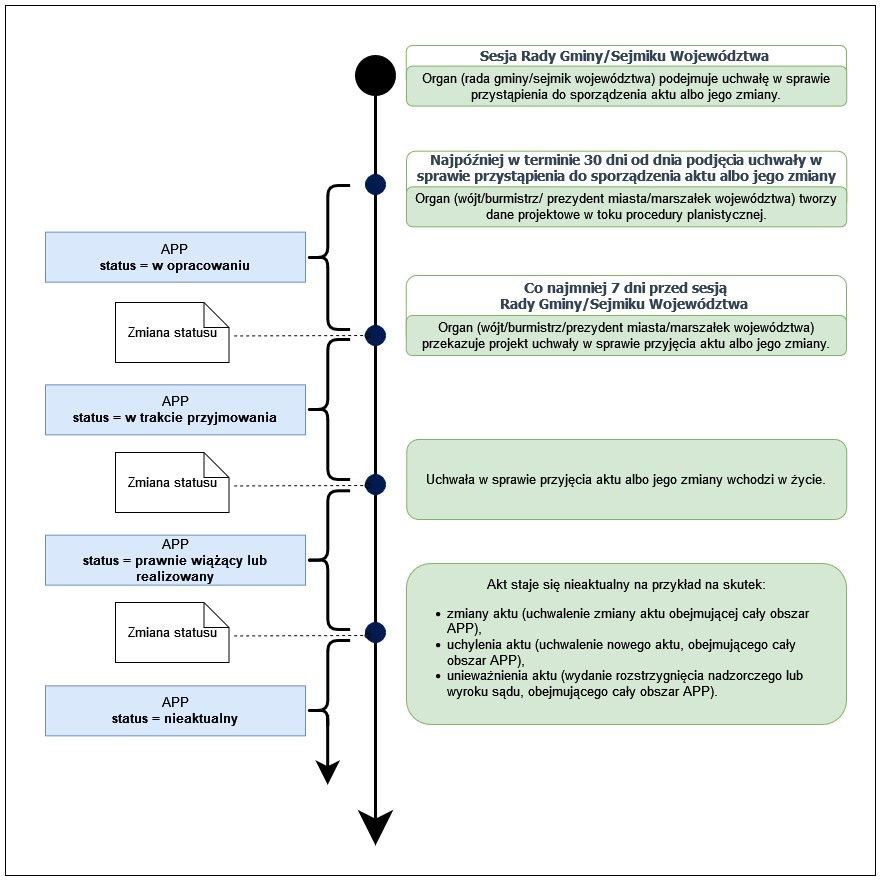 Sesja Rady Gminy/Sejmiku Województwa
Organ (rada gminy/sejmik województwa) podejmuje uchwałę w sprawie
przystąpienia do sporządzenia aktu albo jego zmiany.
Najpóźniej w terminie 30 dni od dnia podjęcia uchwały w
sprawie przystąpienia do sporządzenia aktu albo jego zmiany
Organ (wójt/burmistrz/ prezydent miasta/marszałek województwa) tworzy
dane projektowe w toku procedury planistycznej.
APP
status = w opracowaniu
Co najmniej 7 dni przed sesją
Rady Gminy/Sejmiku Województwa
Organ (wójt/burmistrz/prezydent miasta/marszałek województwa)
przekazuje projekt uchwały w sprawie przyjęcia aktu albo jego zmiany.
Zmiana statusu
APP
status = w trakcie przyjmowania
Zmiana statusu
Uchwała w sprawie przyjęcia aktu albo jego zmiany wchodzi w życie.
APP
status = prawnie wiążący lub
realizowany
Zmiana statusu
Akt staje się nieaktualny na przykład na skutek:
• zmiany aktu (uchwalenie zmiany aktu obejmującej cały obszar
APP),
• uchylenia aktu (uchwalenie nowego aktu, obejmującego cały
obszar APP),
• unieważnienia aktu (wydanie rozstrzygnięcia nadzorczego lub
wyroku sądu, obejmującego cały obszar APP).
APP
status = nieaktualny